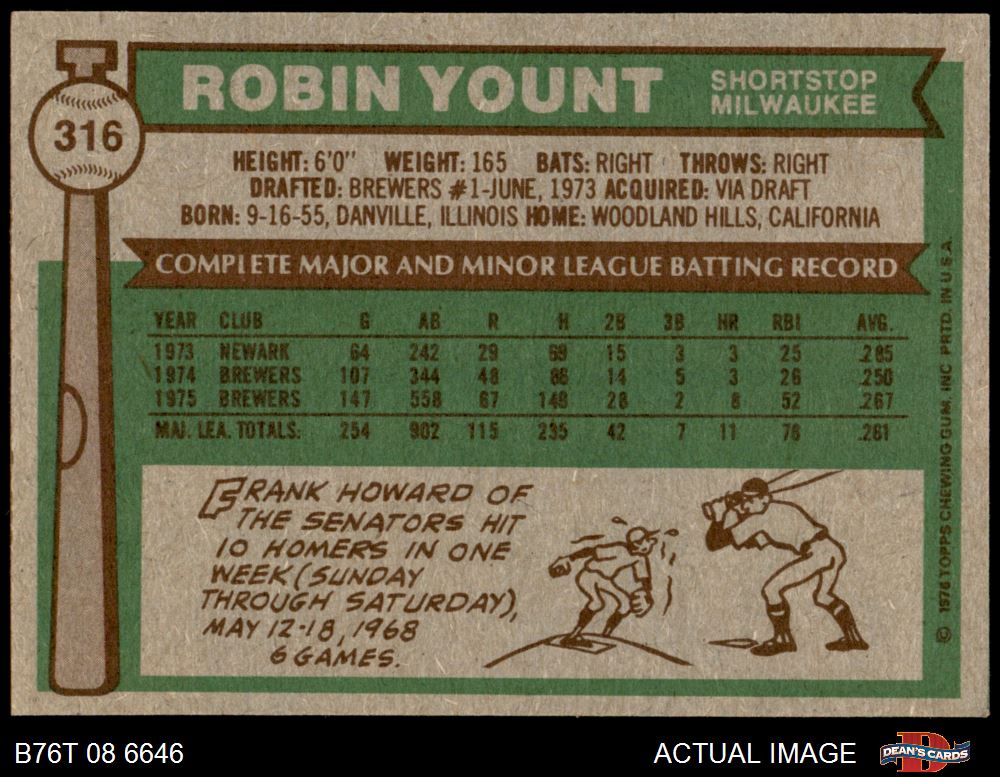 ROBIN YOUNT
SHORTSTOP
MILWAUKEE
316
HEIGHT: 6'0" WEIGHT: 165 BATS: RIGHT THROWS: RIGHT
DRAFTED: BREWERS #1-JUNE, 1973 ACQUIRED: VIA DRAFT
BORN: 9-16-55, DANVILLE, ILLINOIS HOME: WOODLAND HILLS, CALIFORNIA
COMPLETE MAJOR AND MINOR LEAGUE BATTING RECORD
YEAR CLUB G AB R H 2B 3B HR RBI AVG.
1973 NEWARK 64 242 29 69 15 3 3 25 .285
1974 BREWERS 107 344 48 86 14 5 3 26 .250
1975 BREWERS 147 558 67 149 28 2 8 52 .267
MAJ. LEA. TOTALS: 254 902 115 235 42 7 11 78 .261
FRANK HOWARD OF
THE SENATORS HIT
10 HOMERS IN ONE
WEEK (SUNDAY
THROUGH SATURDAY),
MAY 12-18, 1968
6 GAMES.
© 1976 TOPPS CHEWING GUM, INC. PRTD. IN U.S.A.
B76T 08 6646
ACTUAL IMAGE
DEAN'S CARDS